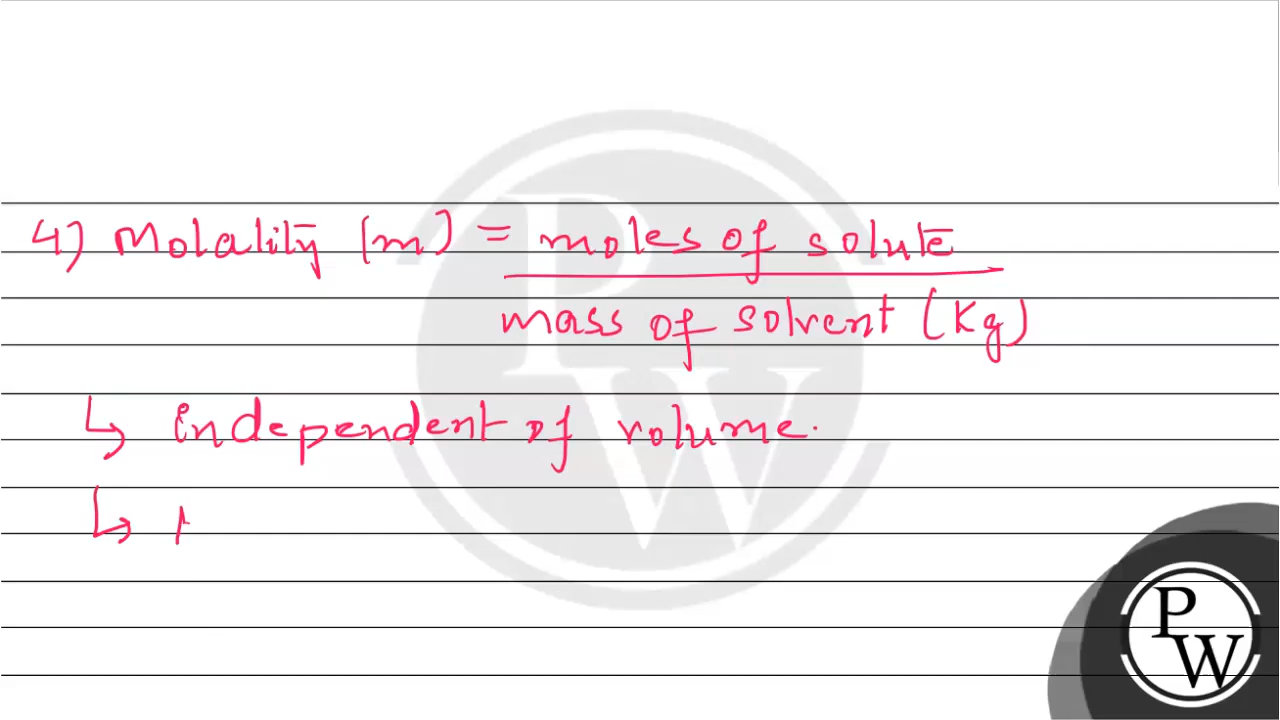 4) Molality (m) = moles of solute
mass of solvent (Kg)
↳ independent of volume.
↳
P
W
P
W